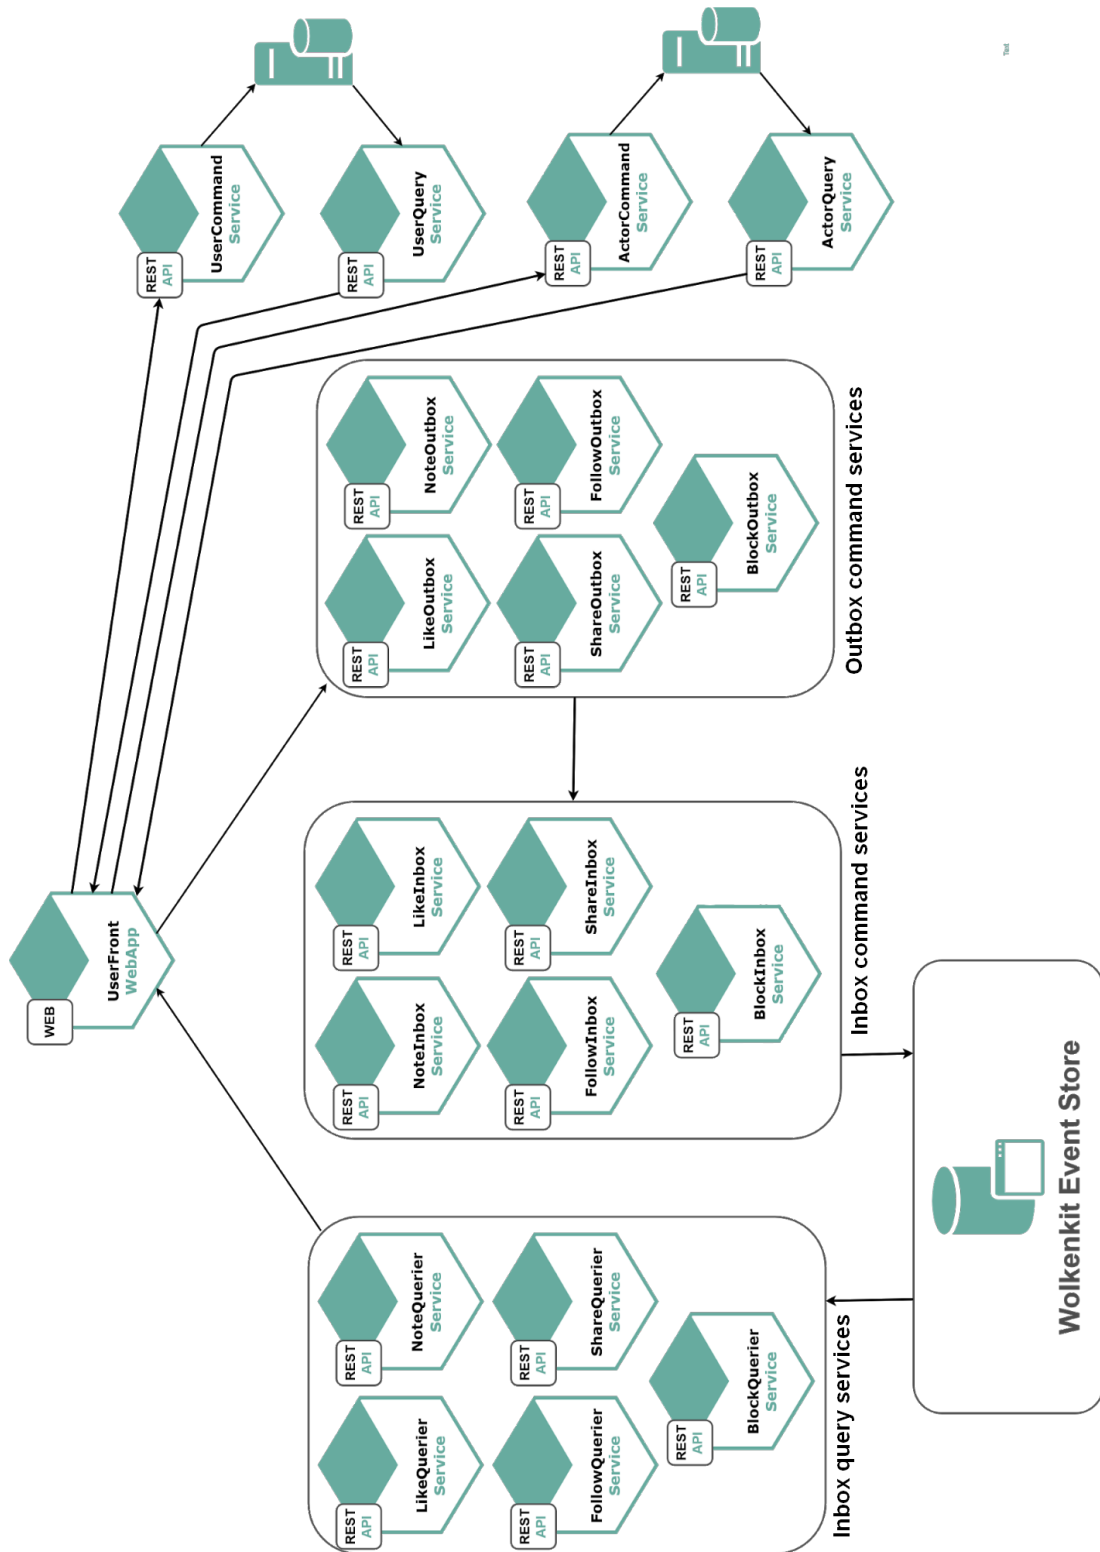 WEB
UserFront
WebApp
REST
API
LikeQuerier
Service
REST
API
NoteQuerier
Service
REST
API
FollowQuerier
Service
REST
API
ShareQuerier
Service
REST
API
BlockQuerier
Service
Inbox query services
REST
API
NoteInbox
Service
REST
API
LikeInbox
Service
REST
API
FollowInbox
Service
REST
API
ShareInbox
Service
REST
API
BlockInbox
Service
Inbox command services
REST
API
LikeOutbox
Service
REST
API
NoteOutbox
Service
REST
API
ShareOutbox
Service
REST
API
FollowOutbox
Service
REST
API
BlockOutbox
Service
Outbox command services
REST
API
UserCommand
Service
REST
API
UserQuery
Service
REST
API
ActorCommand
Service
REST
API
ActorQuery
Service
Wolkenkit Event Store
Text